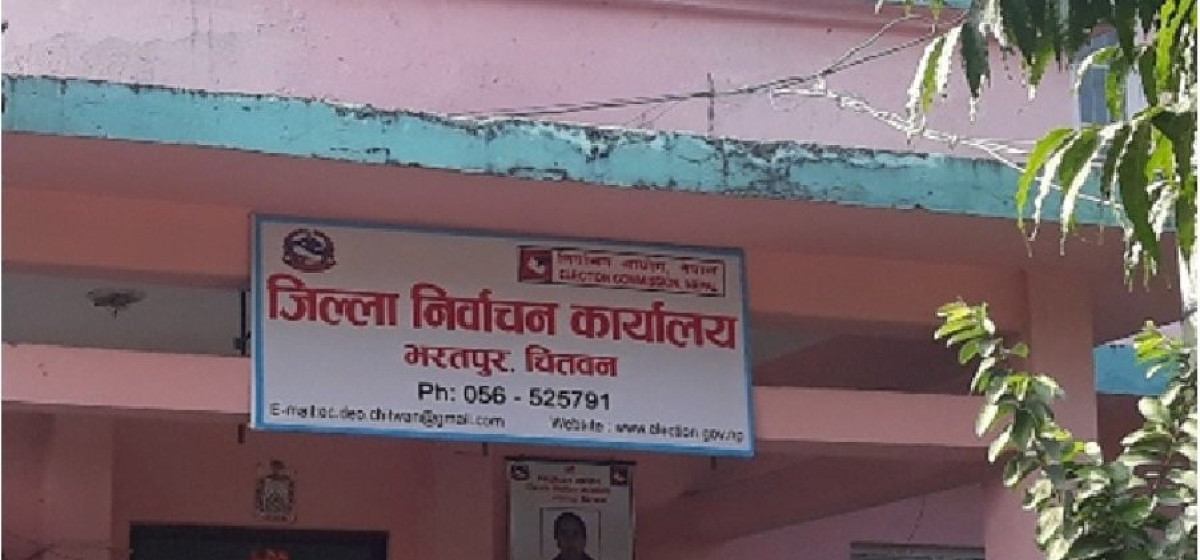 निर्वाचन आयोग, नेपाल
ELECTION COMMISSION, NEPAL
जिल्ला निर्वाचन कार्यालय
भरतपुर, चितवन
Ph: 056 - 525791
E-mail:ec.deo.chitwan@gmail.com Website : www.election.gov.np